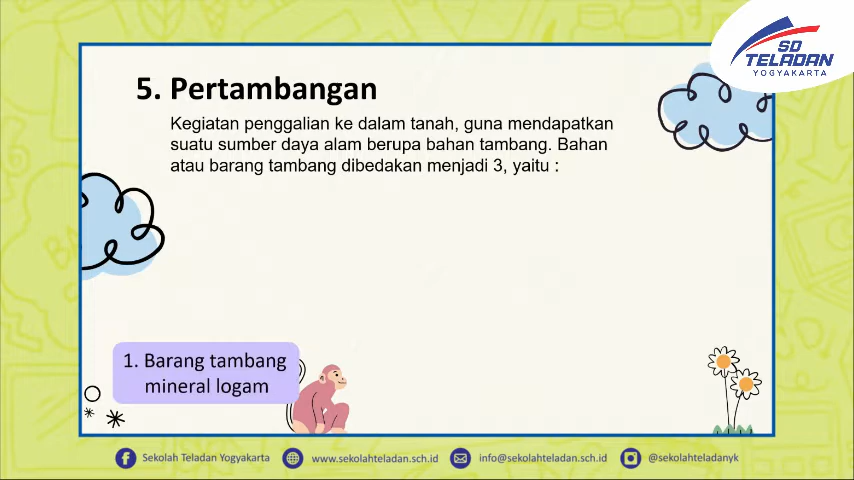 SD
TELADAN
YOGYAKARTA
5. Pertambangan
Kegiatan penggalian ke dalam tanah, guna mendapatkan
suatu sumber daya alam berupa bahan tambang. Bahan
atau barang tambang dibedakan menjadi 3, yaitu :
1. Barang tambang
mineral logam
Sekolah Teladan Yogyakarta
www.sekolahteladan.sch.id
info@sekolahteladan.sch.id
@sekolahteladanyk